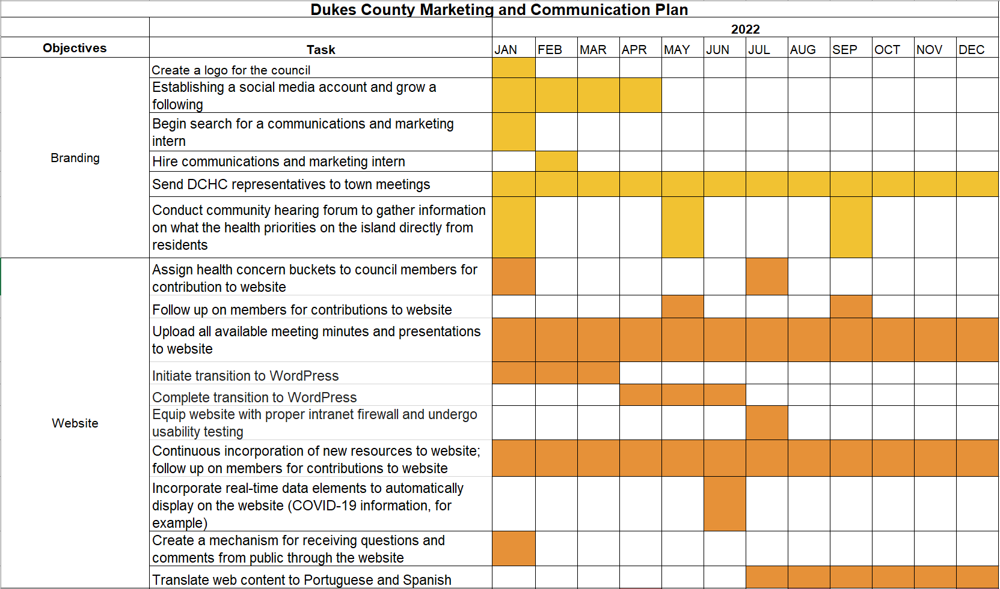 Dukes County Marketing and Communication Plan
2022
Objectives
Task
JAN FEB MAR APR MAY JUN JUL AUG SEP OCT NOV DEC
Branding
Create a logo for the council
Establishing a social media account and grow a
following
Begin search for a communications and marketing
intern
Hire communications and marketing intern
Send DCHC representatives to town meetings
Conduct community hearing forum to gather information
on what the health priorities on the island directly from
residents
Website
Assign health concern buckets to council members for
contribution to website
Follow up on members for contributions to website
Upload all available meeting minutes and presentations
to website
Initiate transition to WordPress
Complete transition to WordPress
Equip website with proper intranet firewall and undergo
usability testing
Continuous incorporation of new resources to website;
follow up on members for contributions to website
Incorporate real-time data elements to automatically
display on the website (COVID-19 information, for
example)
Create a mechanism for receiving questions and
comments from public through the website
Translate web content to Portuguese and Spanish